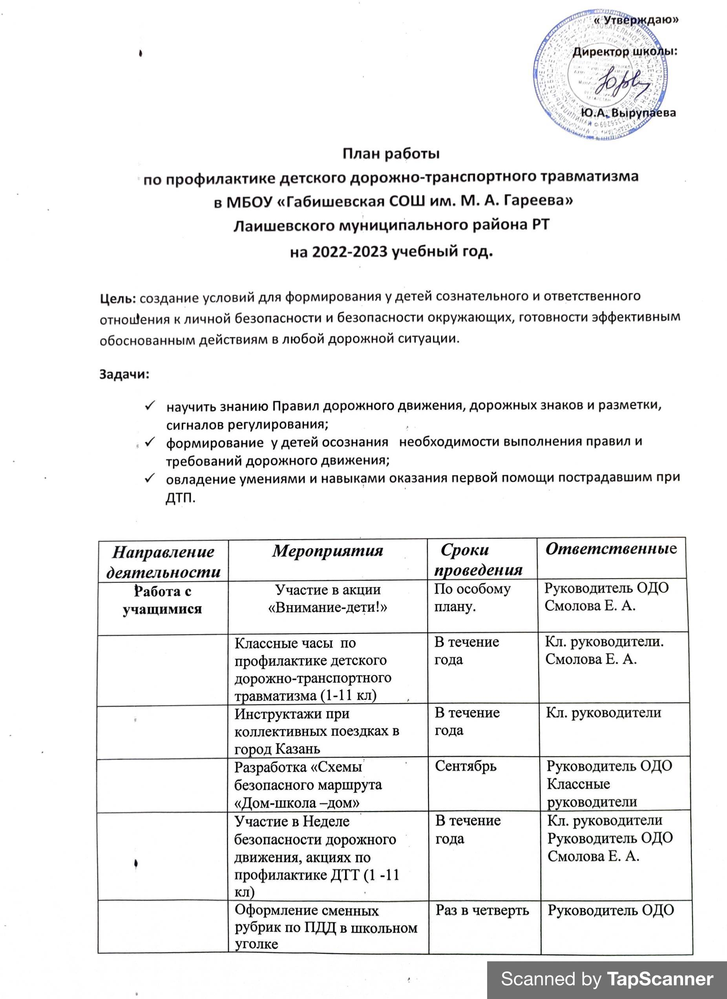 « Утверждаю»
Директор школы:
Ю.А. Вырупаева
План работы
по профилактике детского дорожно-транспортного травматизма
в МБОУ «Габишевская СОШ им. М. А. Гареева»
Лаишевского муниципального района РТ
на 2022-2023 учебный год.
Цель: создание условий для формирования у детей сознательного и ответственного
отношения к личной безопасности и безопасности окружающих, готовности эффективным
обоснованным действиям в любой дорожной ситуации.
Задачи:
✓ научить знанию Правил дорожного движения, дорожных знаков и разметки,
сигналов регулирования;
✓ формирование у детей осознания необходимости выполнения правил и
требований дорожного движения;
✓ овладение умениями и навыками оказания первой помощи пострадавшим при
ДТП.
Направление
деятельности
Мероприятия
Сроки
проведения
Ответственные
Работа с
учащимися
Участие в акции
«Внимание-дети!»
По особому
плану.
Руководитель ОДО
Смолова Е. А.
Классные часы по
профилактике детского
дорожно-транспортного
травматизма (1-11 кл)
В течение
года
Кл. руководители.
Смолова Е. А.
Инструктажи при
коллективных поездках в
город Казань
В течение
года
Кл. руководители
Разработка «Схемы
безопасного маршрута
«Дом-школа –дом»
Сентябрь
Руководитель ОДО
Классные
руководители
Участие в Неделе
безопасности дорожного
движения, акциях по
профилактике ДТТ (1 -11
кл)
В течение
года
Кл. руководители
Руководитель ОДО
Смолова Е. А.
Оформление сменных
рубрик по ПДД в школьном
уголке
Раз в четверть
Руководитель ОДО
Scanned by TapScanner